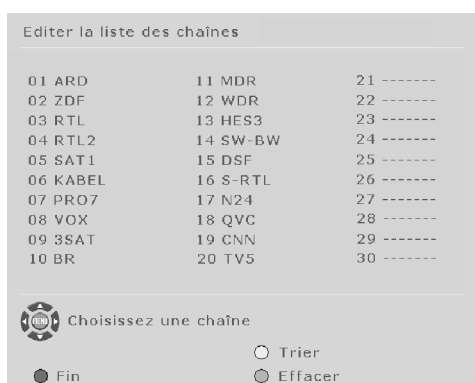 Editer la liste des chaînes
01 ARD 11 MDR 21 -------
02 ZDF 12 WDR 22 -------
03 RTL 13 HES3 23 -------
04 RTL2 14 SW-BW 24 -------
05 SAT1 15 DSF 25 -------
06 KABEL 16 S-RTL 26 -------
07 PRO7 17 N24 27 -------
08 VOX 18 QVC 28 -------
09 3SAT 19 CNN 29 -------
10 BR 20 TV5 30 -------
MENU Choisissez une chaîne
Trier
Fin Effacer